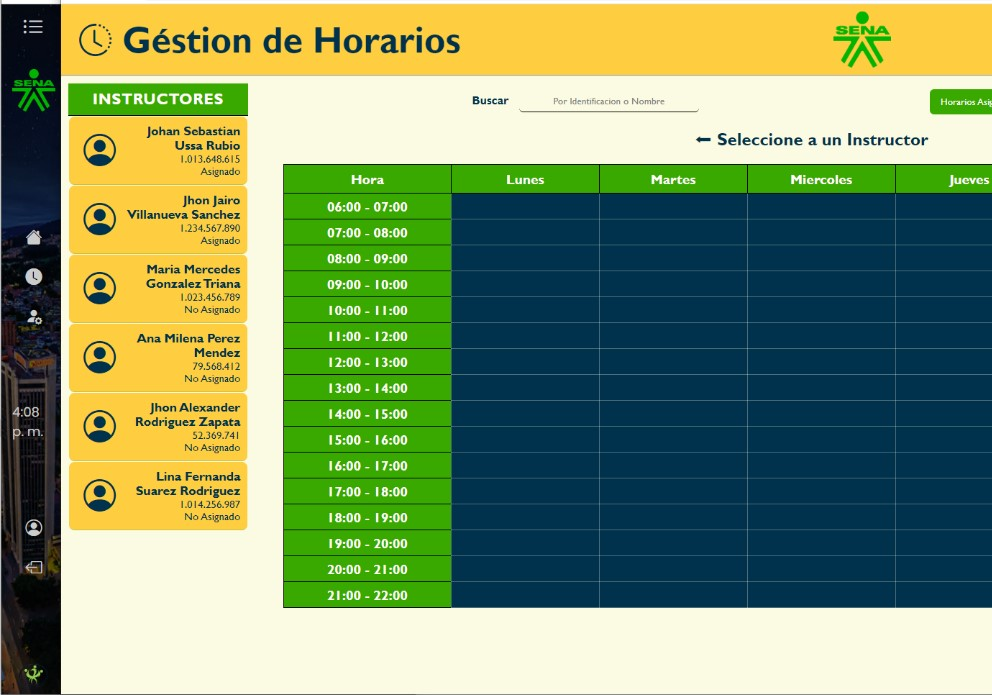 Géstion de Horarios
SENA
SENA
INSTRUCTORES
Johan Sebastian
Ussa Rubio
1.013.648.615
Asignado
Jhon Jairo
Villanueva Sanchez
1.234.567.890
Asignado
Maria Mercedes
Gonzalez Triana
1.023.456.789
No Asignado
Ana Milena Perez
Mendez
79.568.412
No Asignado
Jhon Alexander
Rodriguez Zapata
52.369.741
No Asignado
Lina Fernanda
Suarez Rodriguez
1.014.256.987
No Asignado
4:08
p. m.
Buscar Por Identificacion o Nombre
Horarios Asig
← Seleccione a un Instructor
Hora Lunes Martes Miercoles Jueves
06:00 - 07:00
07:00 - 08:00
08:00 - 09:00
09:00 - 10:00
10:00 - 11:00
11:00 - 12:00
12:00 - 13:00
13:00 - 14:00
14:00 - 15:00
15:00 - 16:00
16:00 - 17:00
17:00 - 18:00
18:00 - 19:00
19:00 - 20:00
20:00 - 21:00
21:00 - 22:00